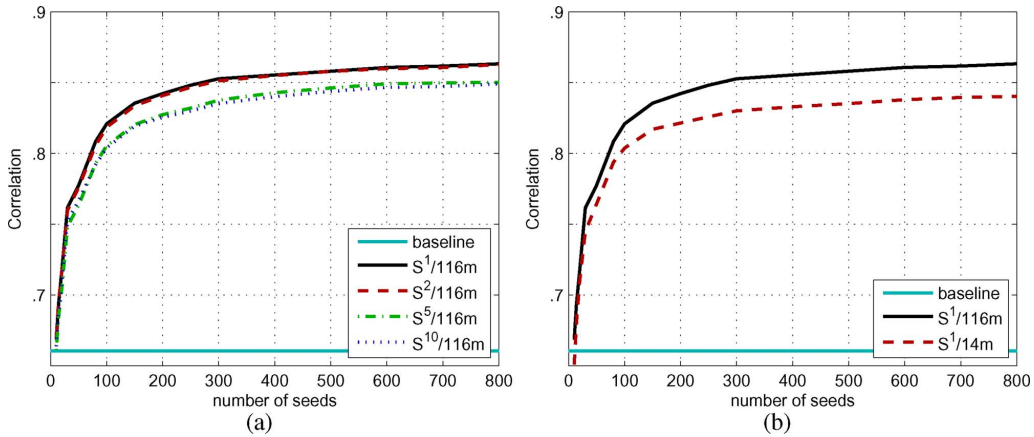 .9
.8
.7
Correlation
0 100 200 300 400 500 600 700 800
number of seeds
baseline
S¹/116m
S²/116m
S⁵/116m
S¹⁰/116m
(a)
.9
.8
.7
Correlation
0 100 200 300 400 500 600 700 800
number of seeds
baseline
S¹/116m
S¹/14m
(b)